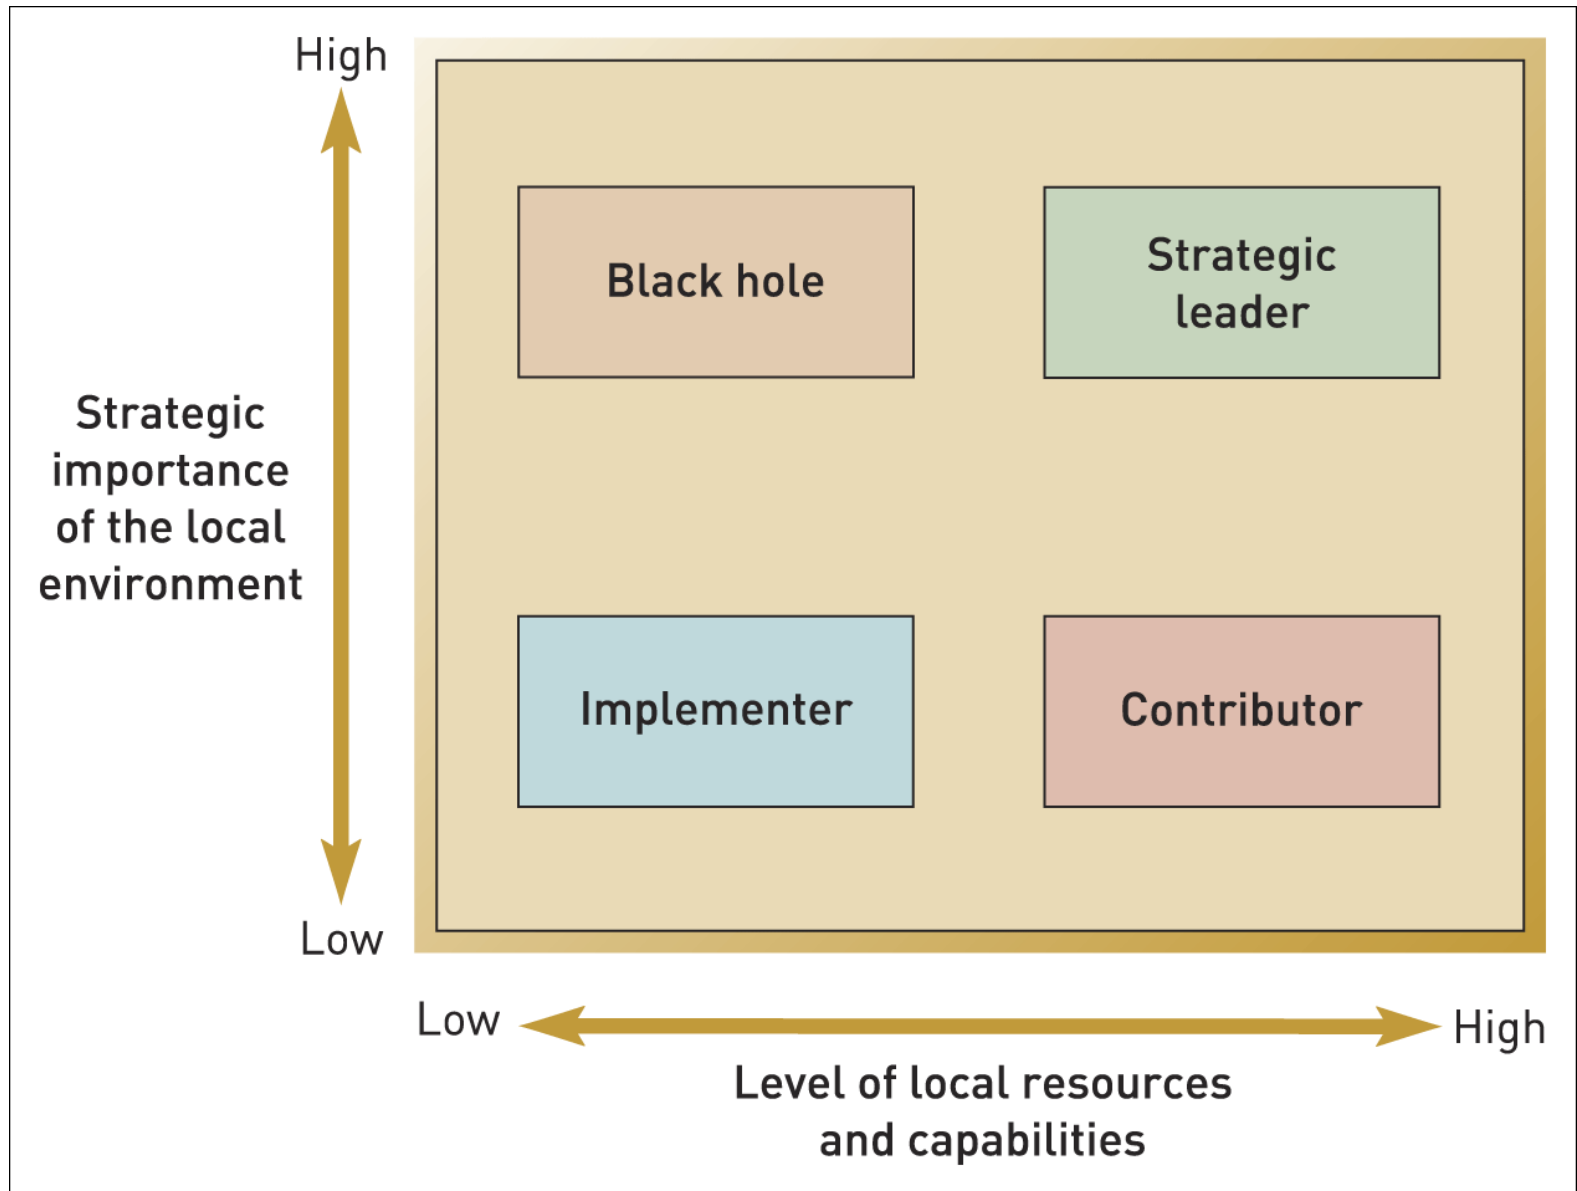 High
Black hole
Strategic
leader
Strategic
importance
of the local
environment
Implementer
Contributor
Low
Low
High
Level of local resources
and capabilities